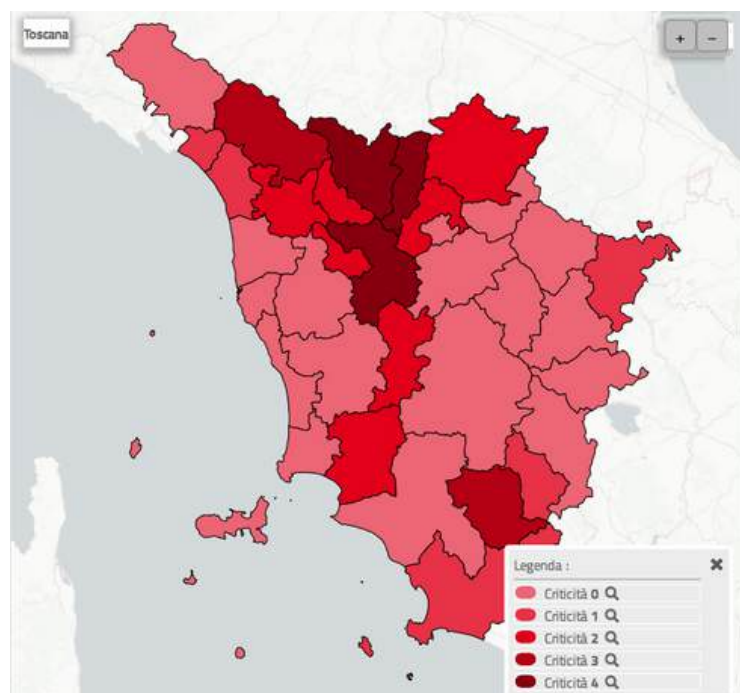 Toscana
+ −
Legenda :
Criticità 0
Criticità 1
Criticità 2
Criticità 3
Criticità 4